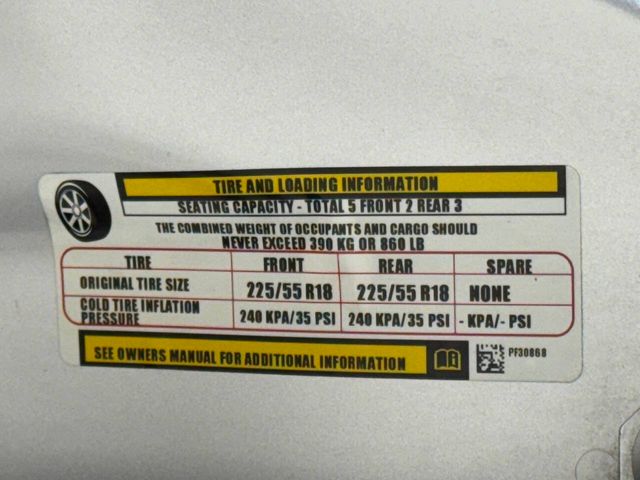 TIRE AND LOADING INFORMATION
SEATING CAPACITY - TOTAL 5 FRONT 2 REAR 3
THE COMBINED WEIGHT OF OCCUPANTS AND CARGO SHOULD
NEVER EXCEED 390 KG OR 860 LB
TIRE FRONT REAR SPARE
ORIGINAL TIRE SIZE 225/55 R18 225/55 R18 NONE
COLD TIRE INFLATION
PRESSURE 240 KPA/35 PSI 240 KPA/35 PSI - KPA/- PSI
SEE OWNERS MANUAL FOR ADDITIONAL INFORMATION
PF30868